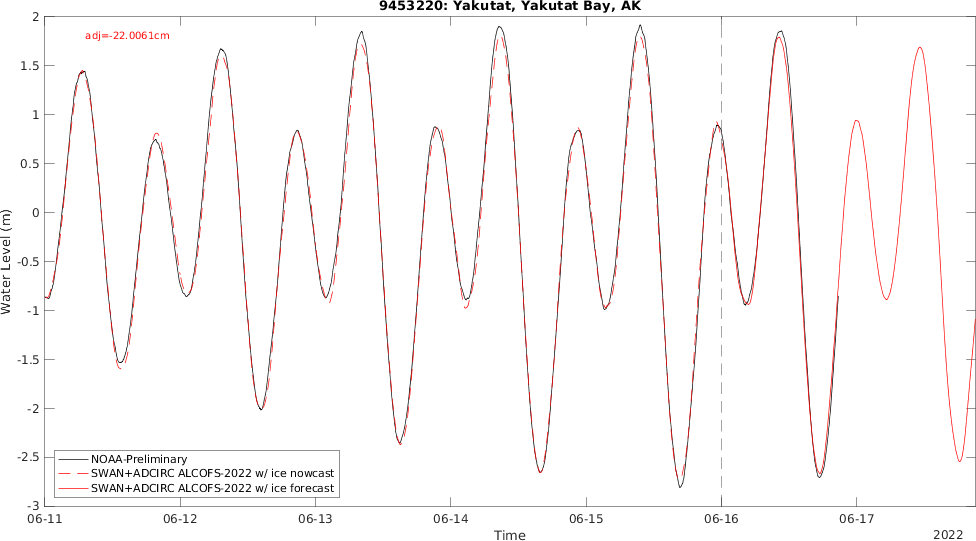 9453220: Yakutat, Yakutat Bay, AK
adj=-22.0061cm
2
1.5
1
0.5
0
-0.5
-1
-1.5
-2
-2.5
-3
Water Level (m)
NOAA-Preliminary
SWAN+ADCIRC ALCOFS-2022 w/ ice nowcast
SWAN+ADCIRC ALCOFS-2022 w/ ice forecast
06-11 06-12 06-13 06-14 06-15 06-16 06-17
Time
2022